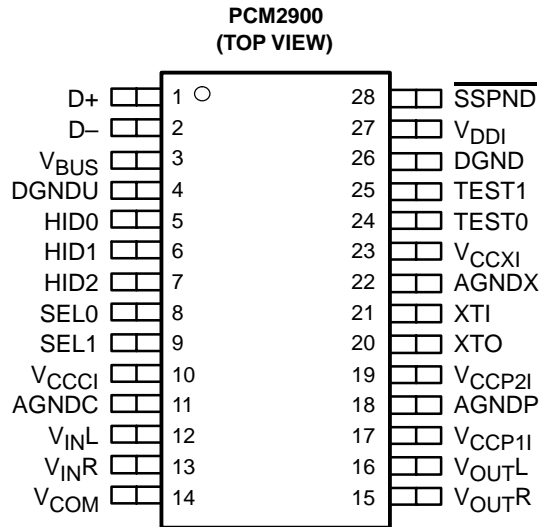 PCM2900
(TOP VIEW)
D+ 1 28 SSPND
D– 2 27 VDDI
VBUS 3 26 DGND
DGNDU 4 25 TEST1
HID0 5 24 TEST0
HID1 6 23 VCCXI
HID2 7 22 AGNDX
SEL0 8 21 XTI
SEL1 9 20 XTO
VCCCI 10 19 VCCP2I
AGNDC 11 18 AGNDP
VINL 12 17 VCCP1I
VINR 13 16 VOUTL
VCOM 14 15 VOUTR